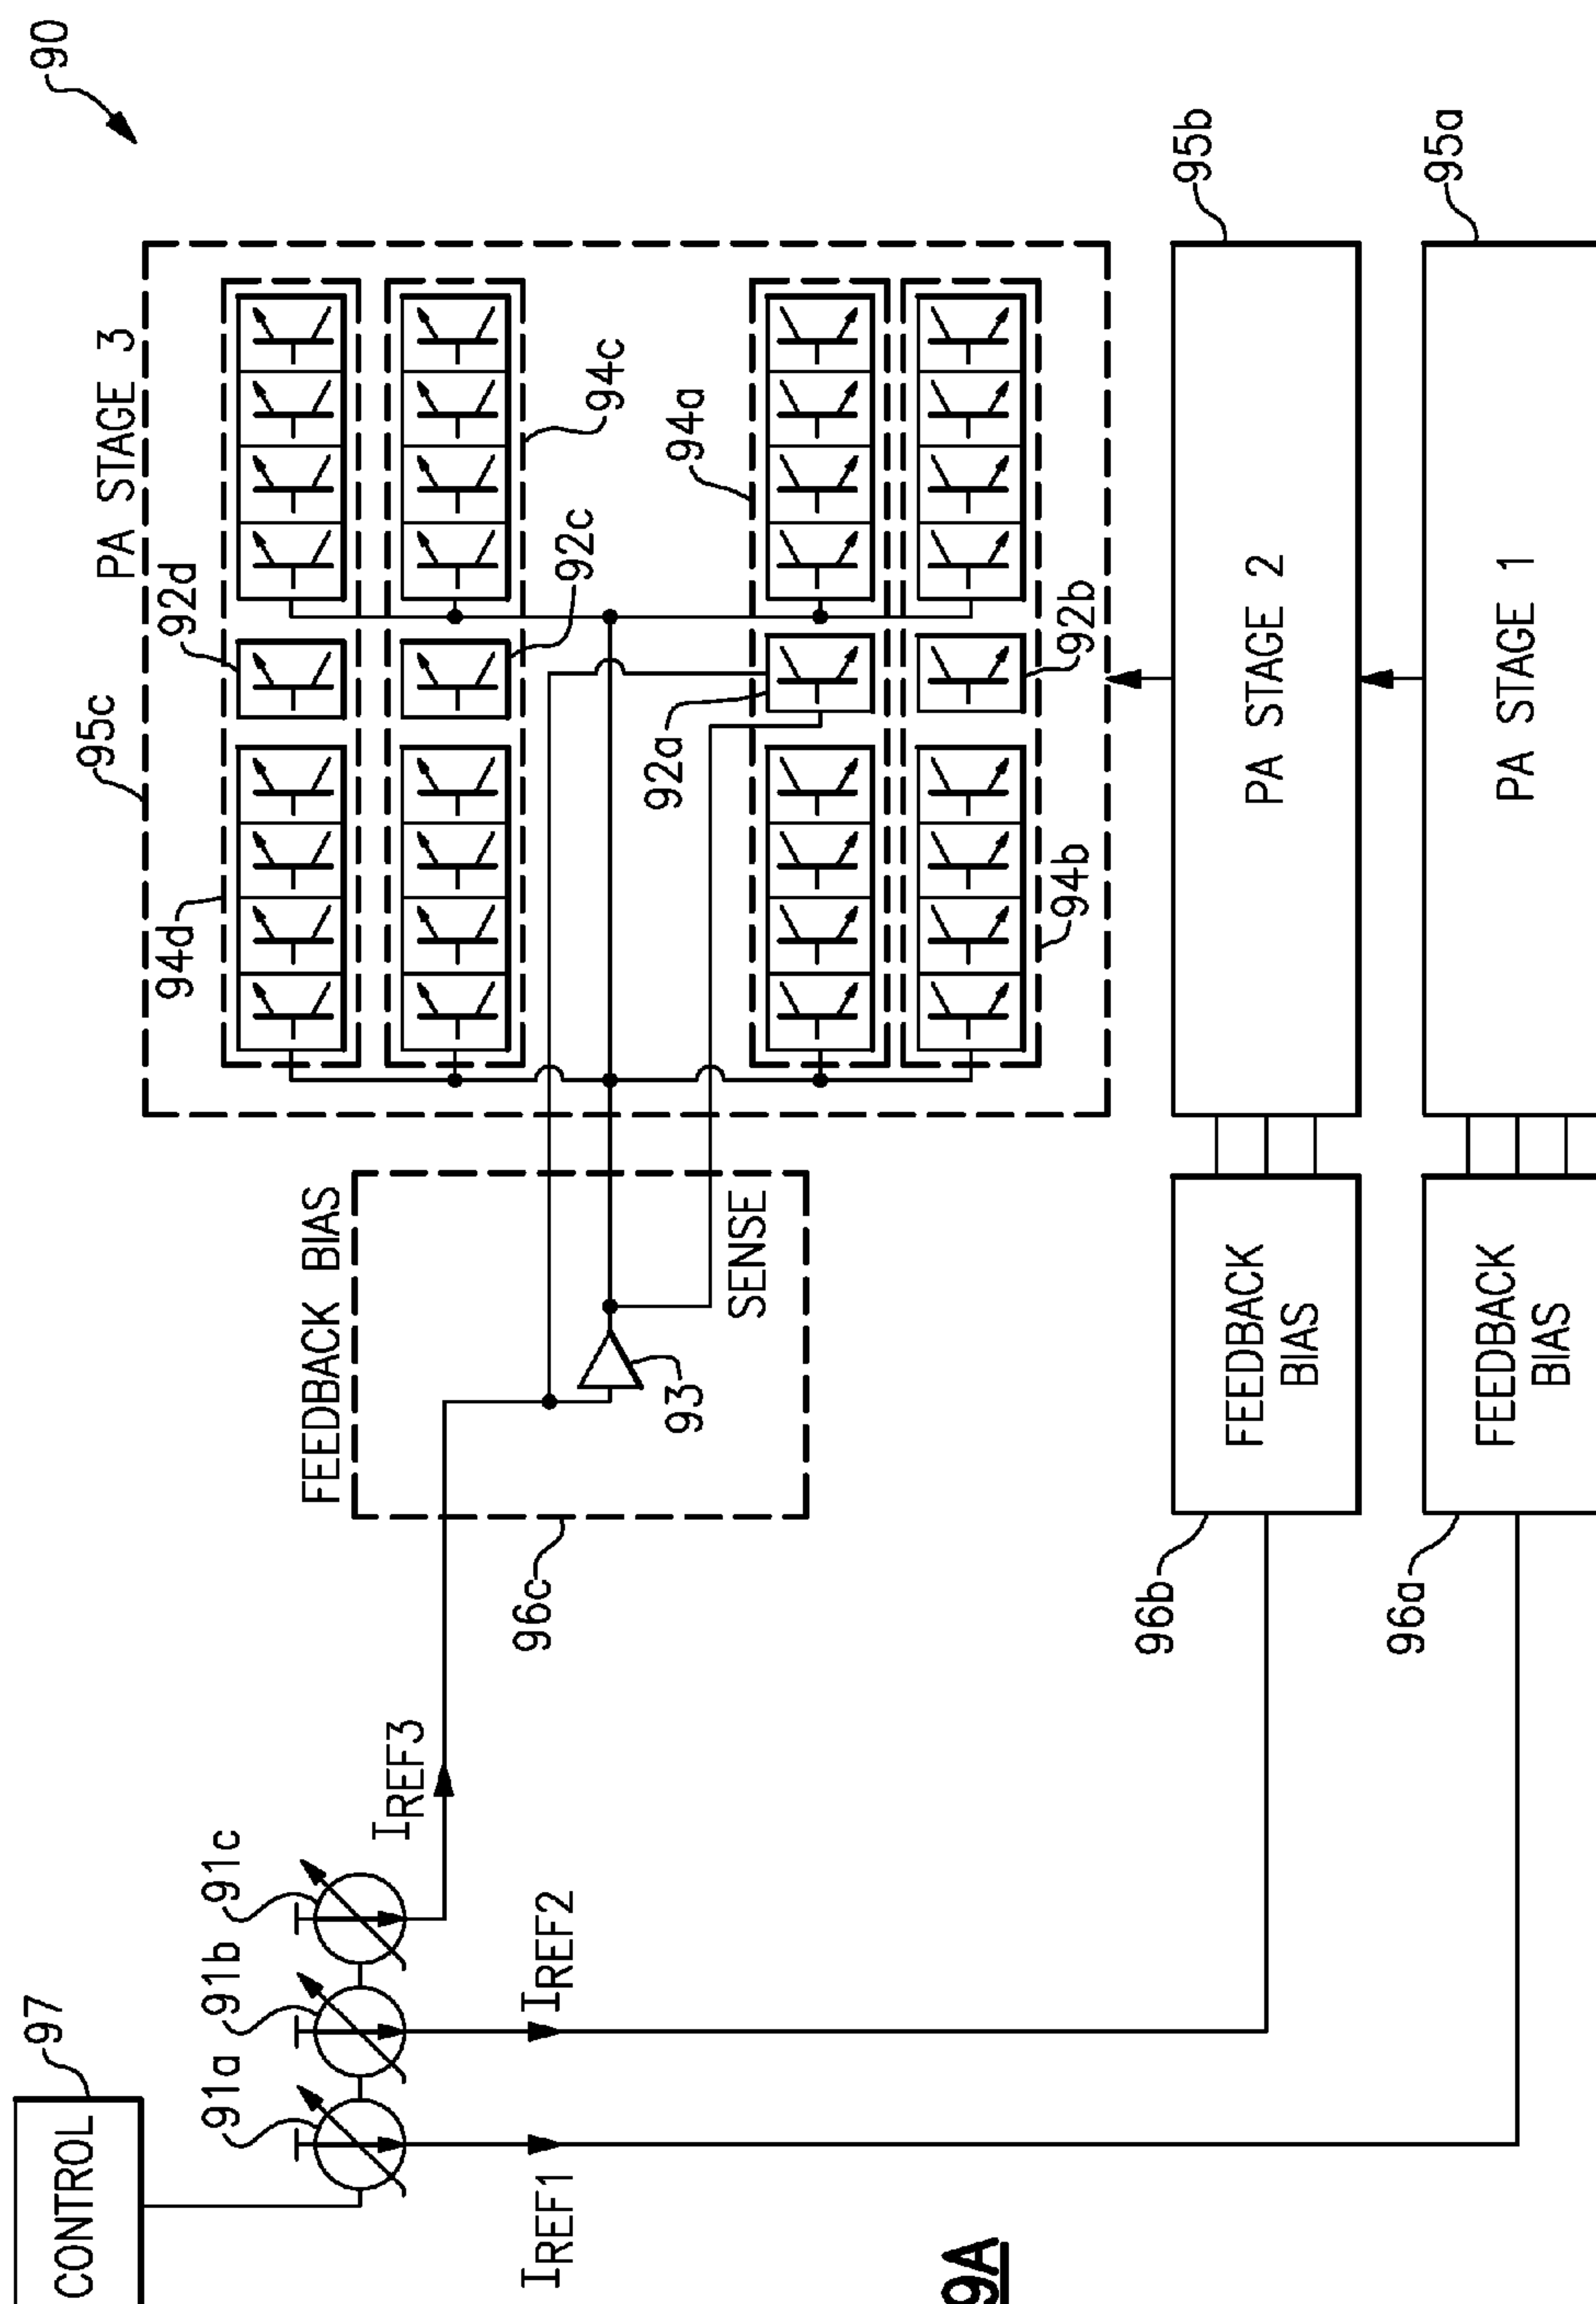 90
PA STAGE 3
95c
92d
94d
94c
92c
94a
92a
92b
94b
95b
PA STAGE 2
95a
PA STAGE 1
FEEDBACK BIAS
SENSE
93
96c
FEEDBACK
BIAS
96b
FEEDBACK
BIAS
96a
IREF3
91c
91b
91a
IREF2
IREF1
97
CONTROL
9A